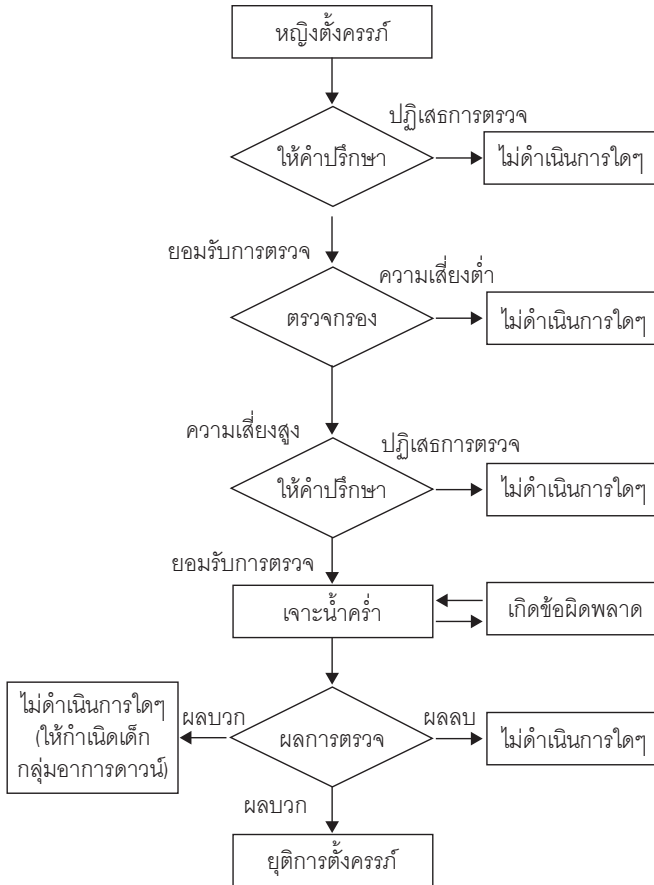 หญิงตั้งครรภ์
ปฏิเสธการตรวจ
ให้คำปรึกษา
ไม่ดำเนินการใดๆ
ยอมรับการตรวจ
ความเสี่ยงต่ำ
ตรวจกรอง
ไม่ดำเนินการใดๆ
ความเสี่ยงสูง
ปฏิเสธการตรวจ
ให้คำปรึกษา
ไม่ดำเนินการใดๆ
ยอมรับการตรวจ
เจาะน้ำคร่ำ
เกิดข้อผิดพลาด
ไม่ดำเนินการใดๆ
(ให้กำเนิดเด็ก
กลุ่มอาการดาวน์)
ผลบวก
ผลการตรวจ
ผลลบ
ไม่ดำเนินการใดๆ
ผลบวก
ยุติการตั้งครรภ์